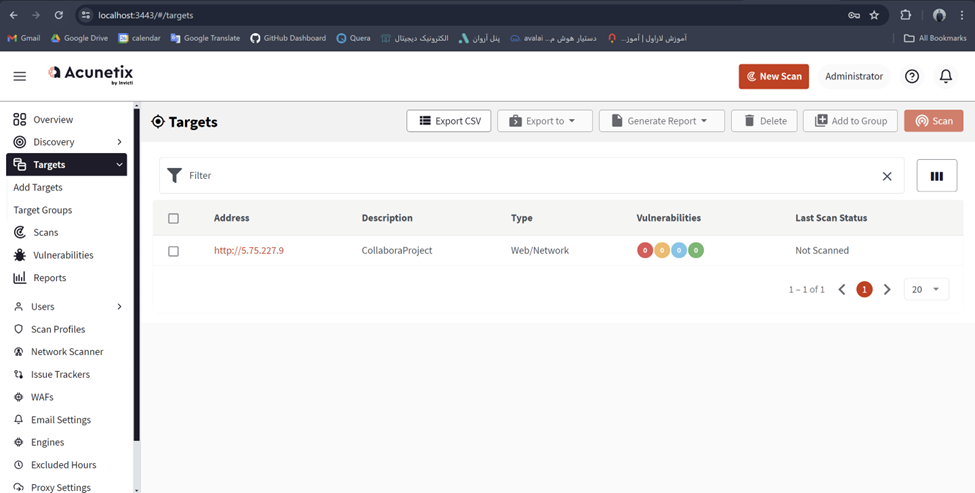 localhost:3443/#/targets
Gmail
Google Drive
calendar
Google Translate
GitHub Dashboard
Quera
الکترونیک دیجیتال
پنل آروان
دستیار هوش م... avalai
آموزش لاراول | آموز...
All Bookmarks
Acunetix
by Invicti
New Scan
Administrator
Overview
Discovery
Targets
Add Targets
Target Groups
Scans
Vulnerabilities
Reports
Users
Scan Profiles
Network Scanner
Issue Trackers
WAFs
Email Settings
Engines
Excluded Hours
Proxy Settings
Targets
Export CSV
Export to
Generate Report
Delete
Add to Group
Scan
Filter
Address Description Type Vulnerabilities Last Scan Status
http://5.75.227.9 CollaboraProject Web/Network 0 0 0 0 Not Scanned
1 – 1 of 1 1 20